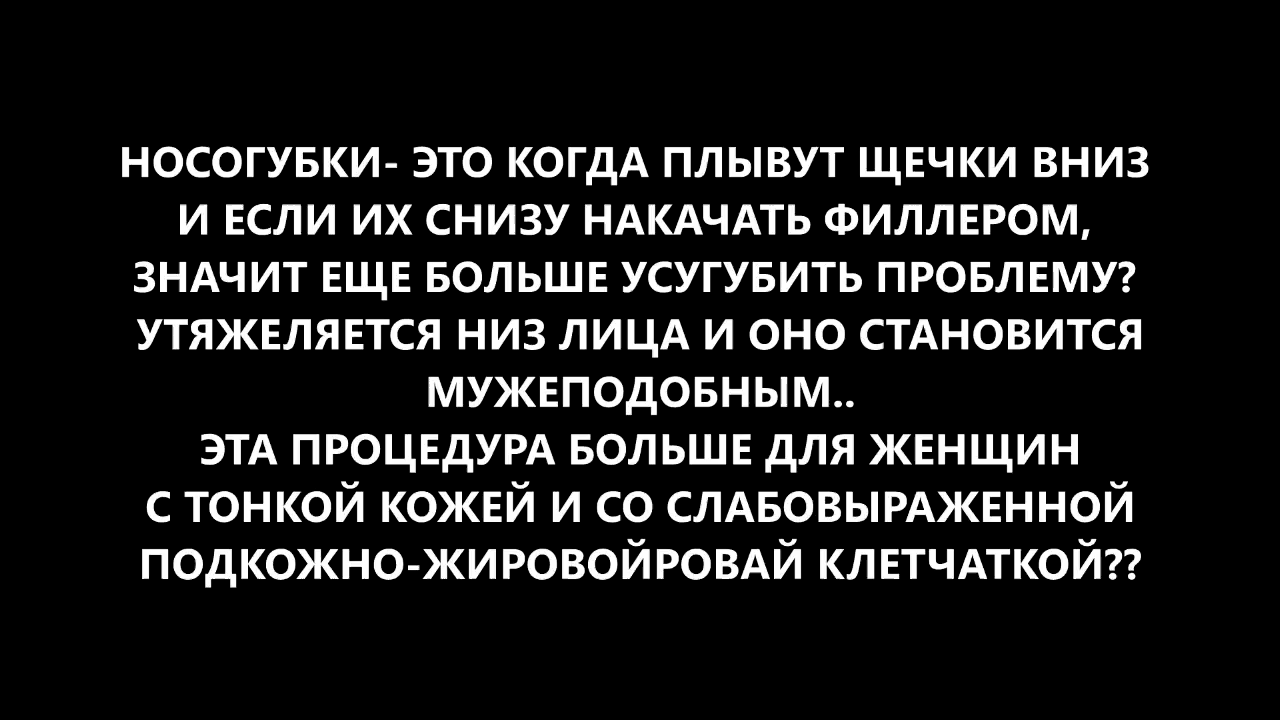 НОСОГУБКИ- ЭТО КОГДА ПЛЫВУТ ЩЕЧКИ ВНИЗ
И ЕСЛИ ИХ СНИЗУ НАКАЧАТЬ ФИЛЛЕРОМ,
ЗНАЧИТ ЕЩЕ БОЛЬШЕ УСУГУБИТЬ ПРОБЛЕМУ?
УТЯЖЕЛЯЕТСЯ НИЗ ЛИЦА И ОНО СТАНОВИТСЯ
МУЖЕПОДОБНЫМ..
ЭТА ПРОЦЕДУРА БОЛЬШЕ ДЛЯ ЖЕНЩИН
С ТОНКОЙ КОЖЕЙ И СО СЛАБОВЫРАЖЕННОЙ
ПОДКОЖНО-ЖИРОВОЙРОВАЙ КЛЕТЧАТКОЙ??